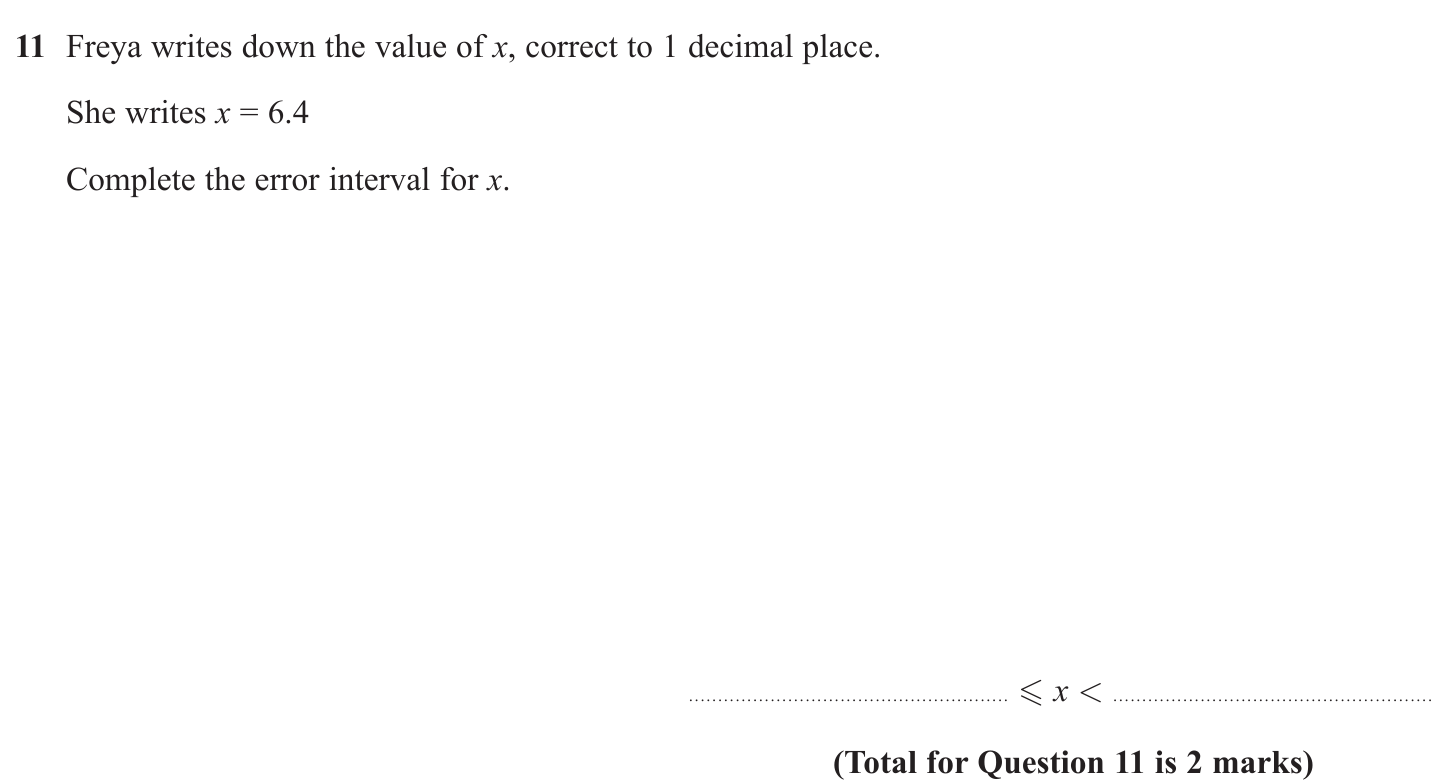 11 Freya writes down the value of x, correct to 1 decimal place.
She writes x = 6.4
Complete the error interval for x.
........................................................ ⩽ x < ........................................................
(Total for Question 11 is 2 marks)